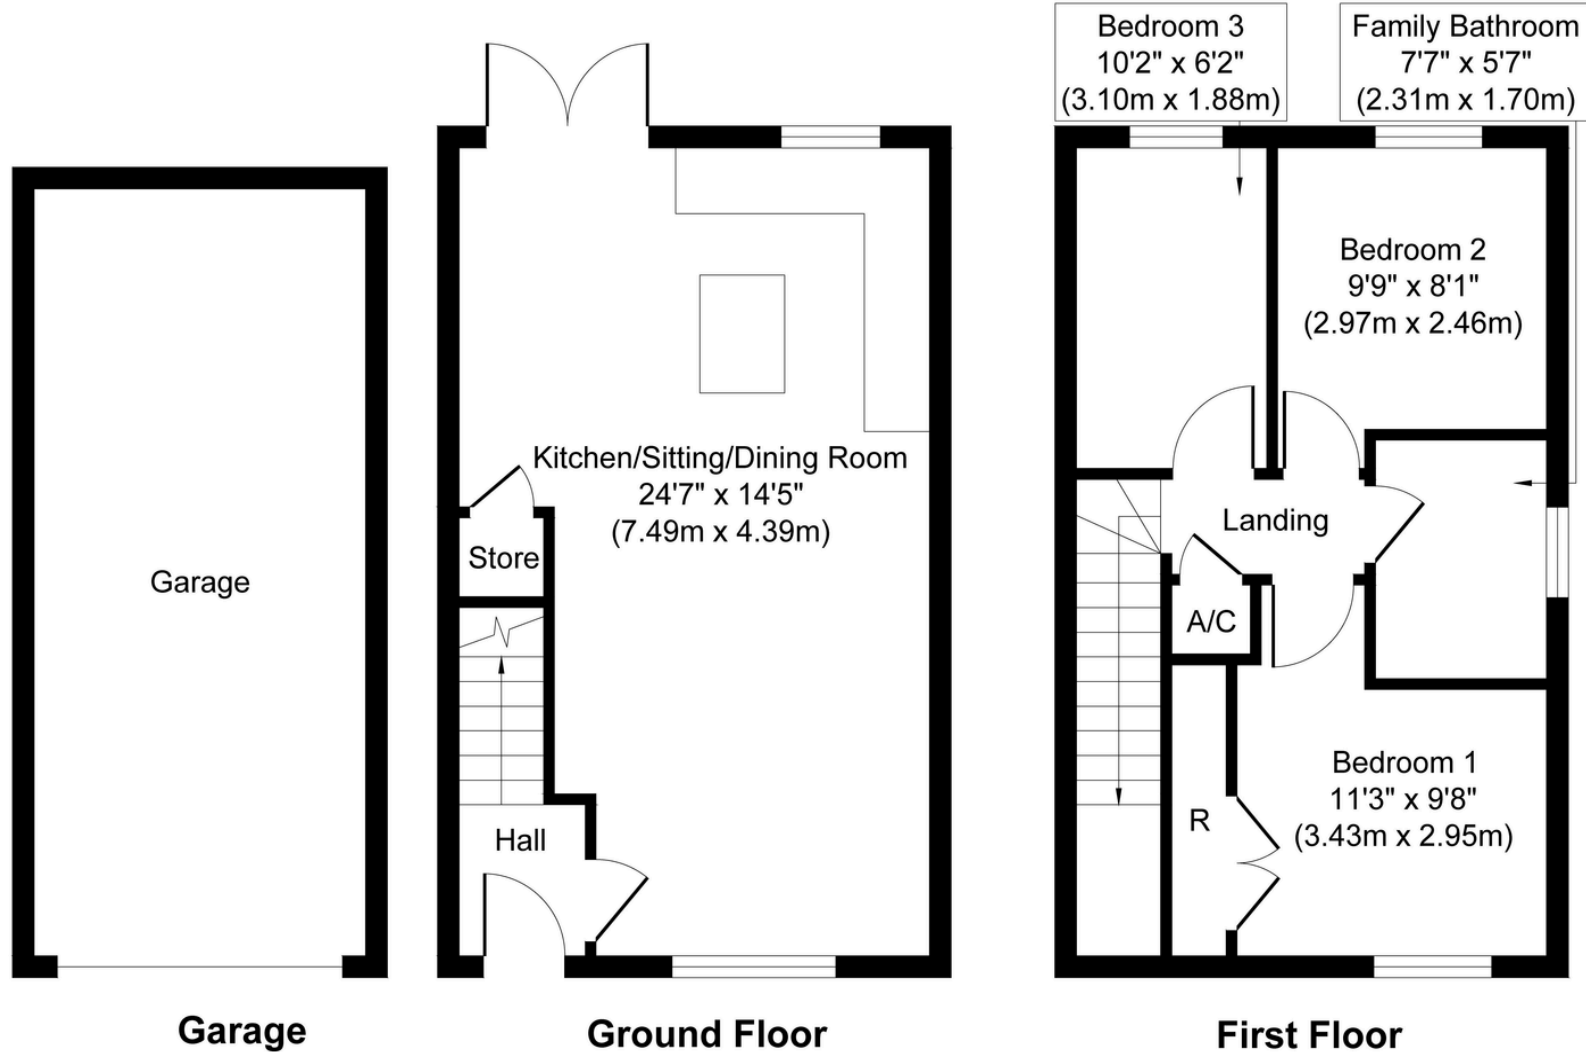 Garage
Garage
Kitchen/Sitting/Dining Room
24'7" x 14'5"
(7.49m x 4.39m)
Store
Hall
Ground Floor
Bedroom 3
10'2" x 6'2"
(3.10m x 1.88m)
Family Bathroom
7'7" x 5'7"
(2.31m x 1.70m)
Bedroom 2
9'9" x 8'1"
(2.97m x 2.46m)
Landing
A/C
Bedroom 1
11'3" x 9'8"
(3.43m x 2.95m)
R
First Floor